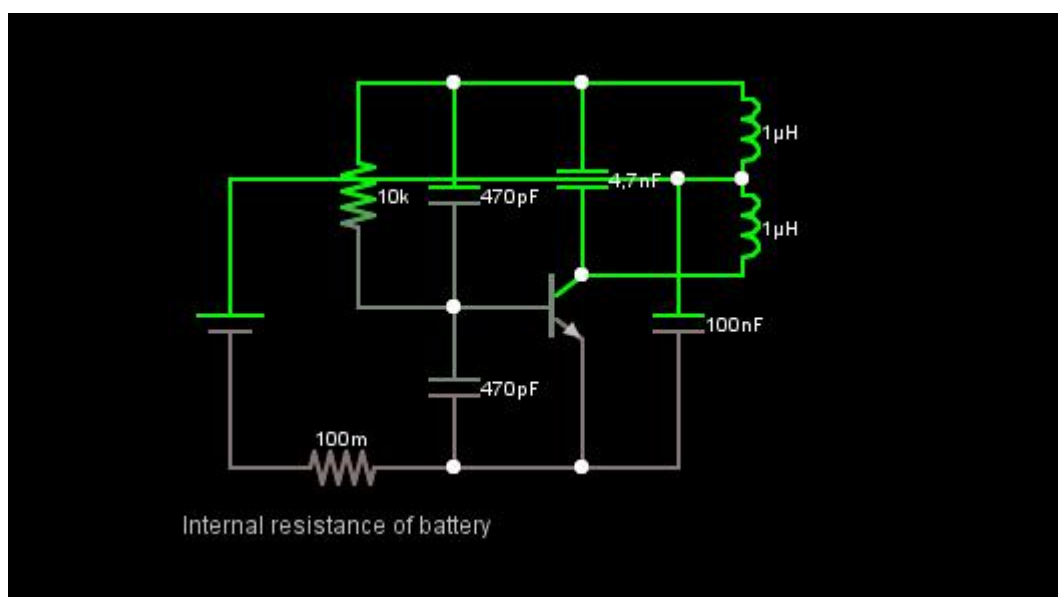 1µH
10k
470pF
4,7nF
1µH
100nF
470pF
100m
Internal resistance of battery